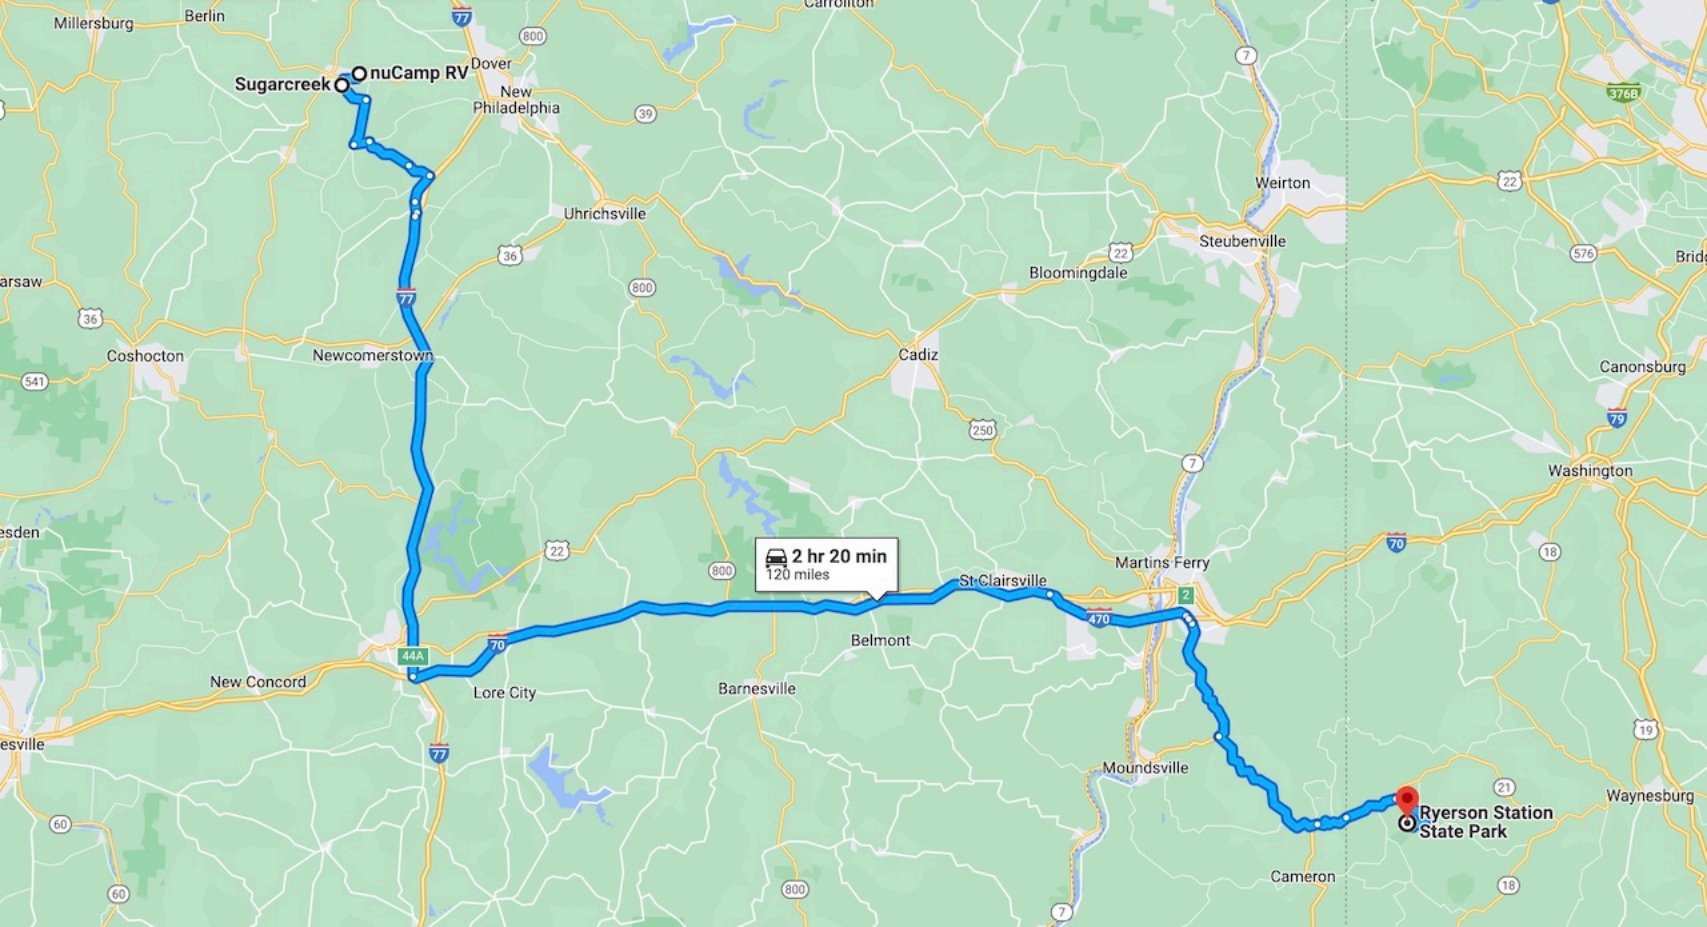 Carrollton
Millersburg
Berlin
77
800
7
Sugarcreek
nuCamp RV
Dover
New
Philadelphia
39
376B
Weirton
22
Uhrichsville
Steubenville
36
22
576
Bloomingdale
arsaw
800
77
36
Coshocton
Newcomerstown
Cadiz
Canonsburg
541
79
250
7
Washington
esden
22
70
18
2 hr 20 min
120 miles
800
Martins Ferry
St Clairsville
2
470
Belmont
70
44A
New Concord
Lore City
Barnesville
esville
77
19
Moundsville
21
Waynesburg
Ryerson Station
State Park
60
Cameron
800
18
60
7